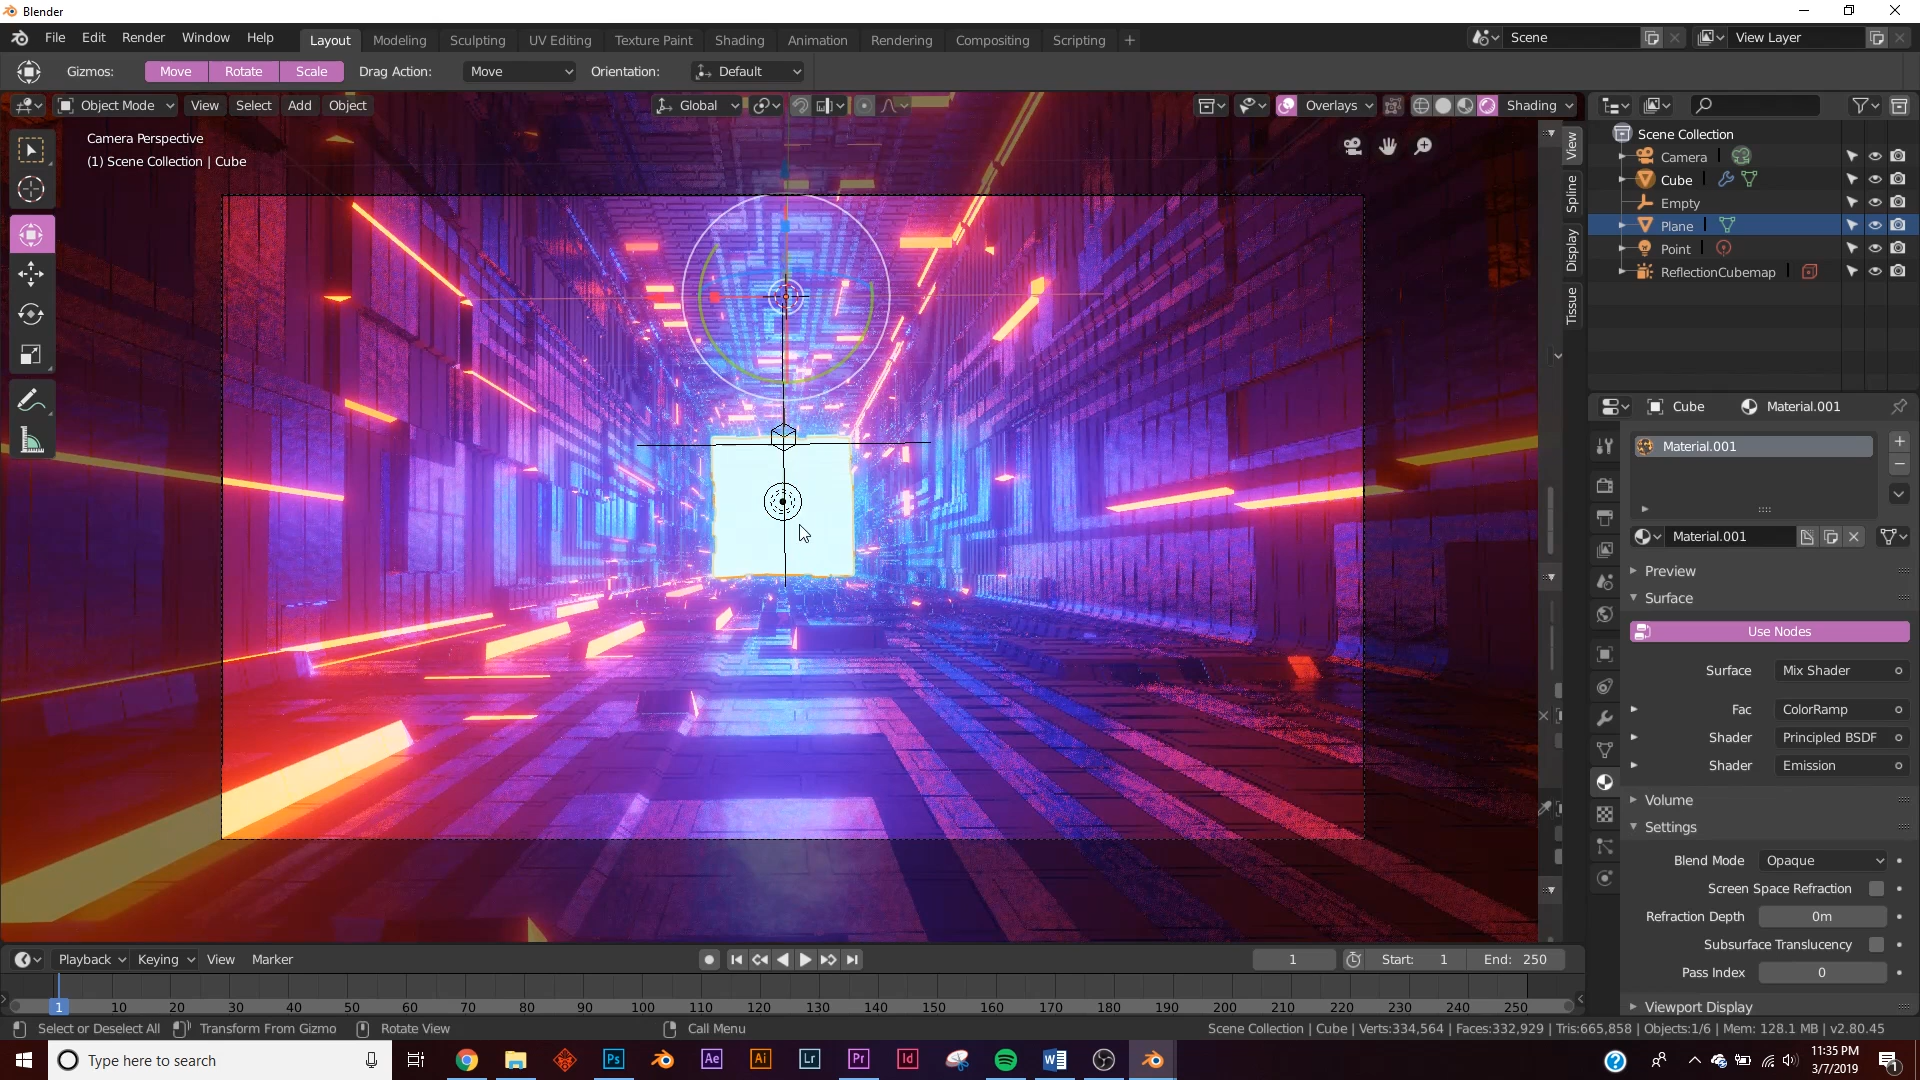 Blender
File Edit Render Window Help Layout Modeling Sculpting UV Editing Texture Paint Shading Animation Rendering Compositing Scripting + Scene View Layer
Gizmos: Move Rotate Scale Drag Action: Move Orientation: Default
Object Mode View Select Add Object Global Overlays Shading
Camera Perspective
(1) Scene Collection | Cube
View
Spline
Display
Tissue
Scene Collection
Camera
Cube
Empty
Plane
Point
ReflectionCubemap
Cube Material.001
Material.001
Material.001
Preview
Surface
Use Nodes
Surface Mix Shader
Fac ColorRamp
Shader Principled BSDF
Shader Emission
Volume
Settings
Blend Mode Opaque
Screen Space Refraction
Refraction Depth 0m
Subsurface Translucency
Pass Index 0
Viewport Display
Playback Keying View Marker 1 Start: 1 End: 250
1 10 20 30 40 50 60 70 80 90 100 110 120 130 140 150 160 170 180 190 200 210 220 230 240 250
Select or Deselect All Transform From Gizmo Rotate View Call Menu Scene Collection | Cube | Verts:334,564 | Faces:332,929 | Tris:665,858 | Objects:1/6 | Mem: 128.1 MB | v2.80.45
Type here to search Ps Ae Ai Lr Pr Id W 11:35 PM
3/7/2019 1